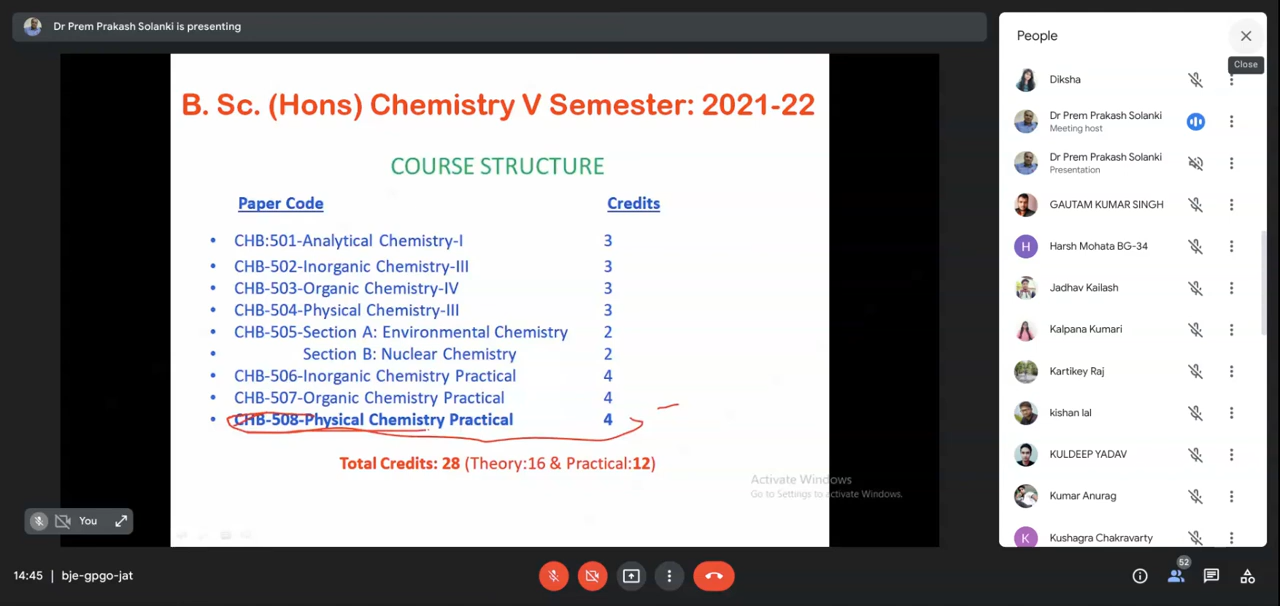 Dr Prem Prakash Solanki is presenting
B. Sc. (Hons) Chemistry V Semester: 2021-22
COURSE STRUCTURE
Paper Code Credits
• CHB:501-Analytical Chemistry-I 3
• CHB-502-Inorganic Chemistry-III 3
• CHB-503-Organic Chemistry-IV 3
• CHB-504-Physical Chemistry-III 3
• CHB-505-Section A: Environmental Chemistry 2
• Section B: Nuclear Chemistry 2
• CHB-506-Inorganic Chemistry Practical 4
• CHB-507-Organic Chemistry Practical 4
• CHB-508-Physical Chemistry Practical 4
Total Credits: 28 (Theory:16 & Practical:12)
Activate Windows
Go to Settings to Activate Windows.
You
14:45 | bje-gpgo-jat
52
People
Close
Diksha
Dr Prem Prakash Solanki
Meeting host
Dr Prem Prakash Solanki
Presentation
GAUTAM KUMAR SINGH
H
Harsh Mohata BG-34
Jadhav Kailash
Kalpana Kumari
Kartikey Raj
kishan lal
KULDEEP YADAV
Kumar Anurag
K
Kushagra Chakravarty